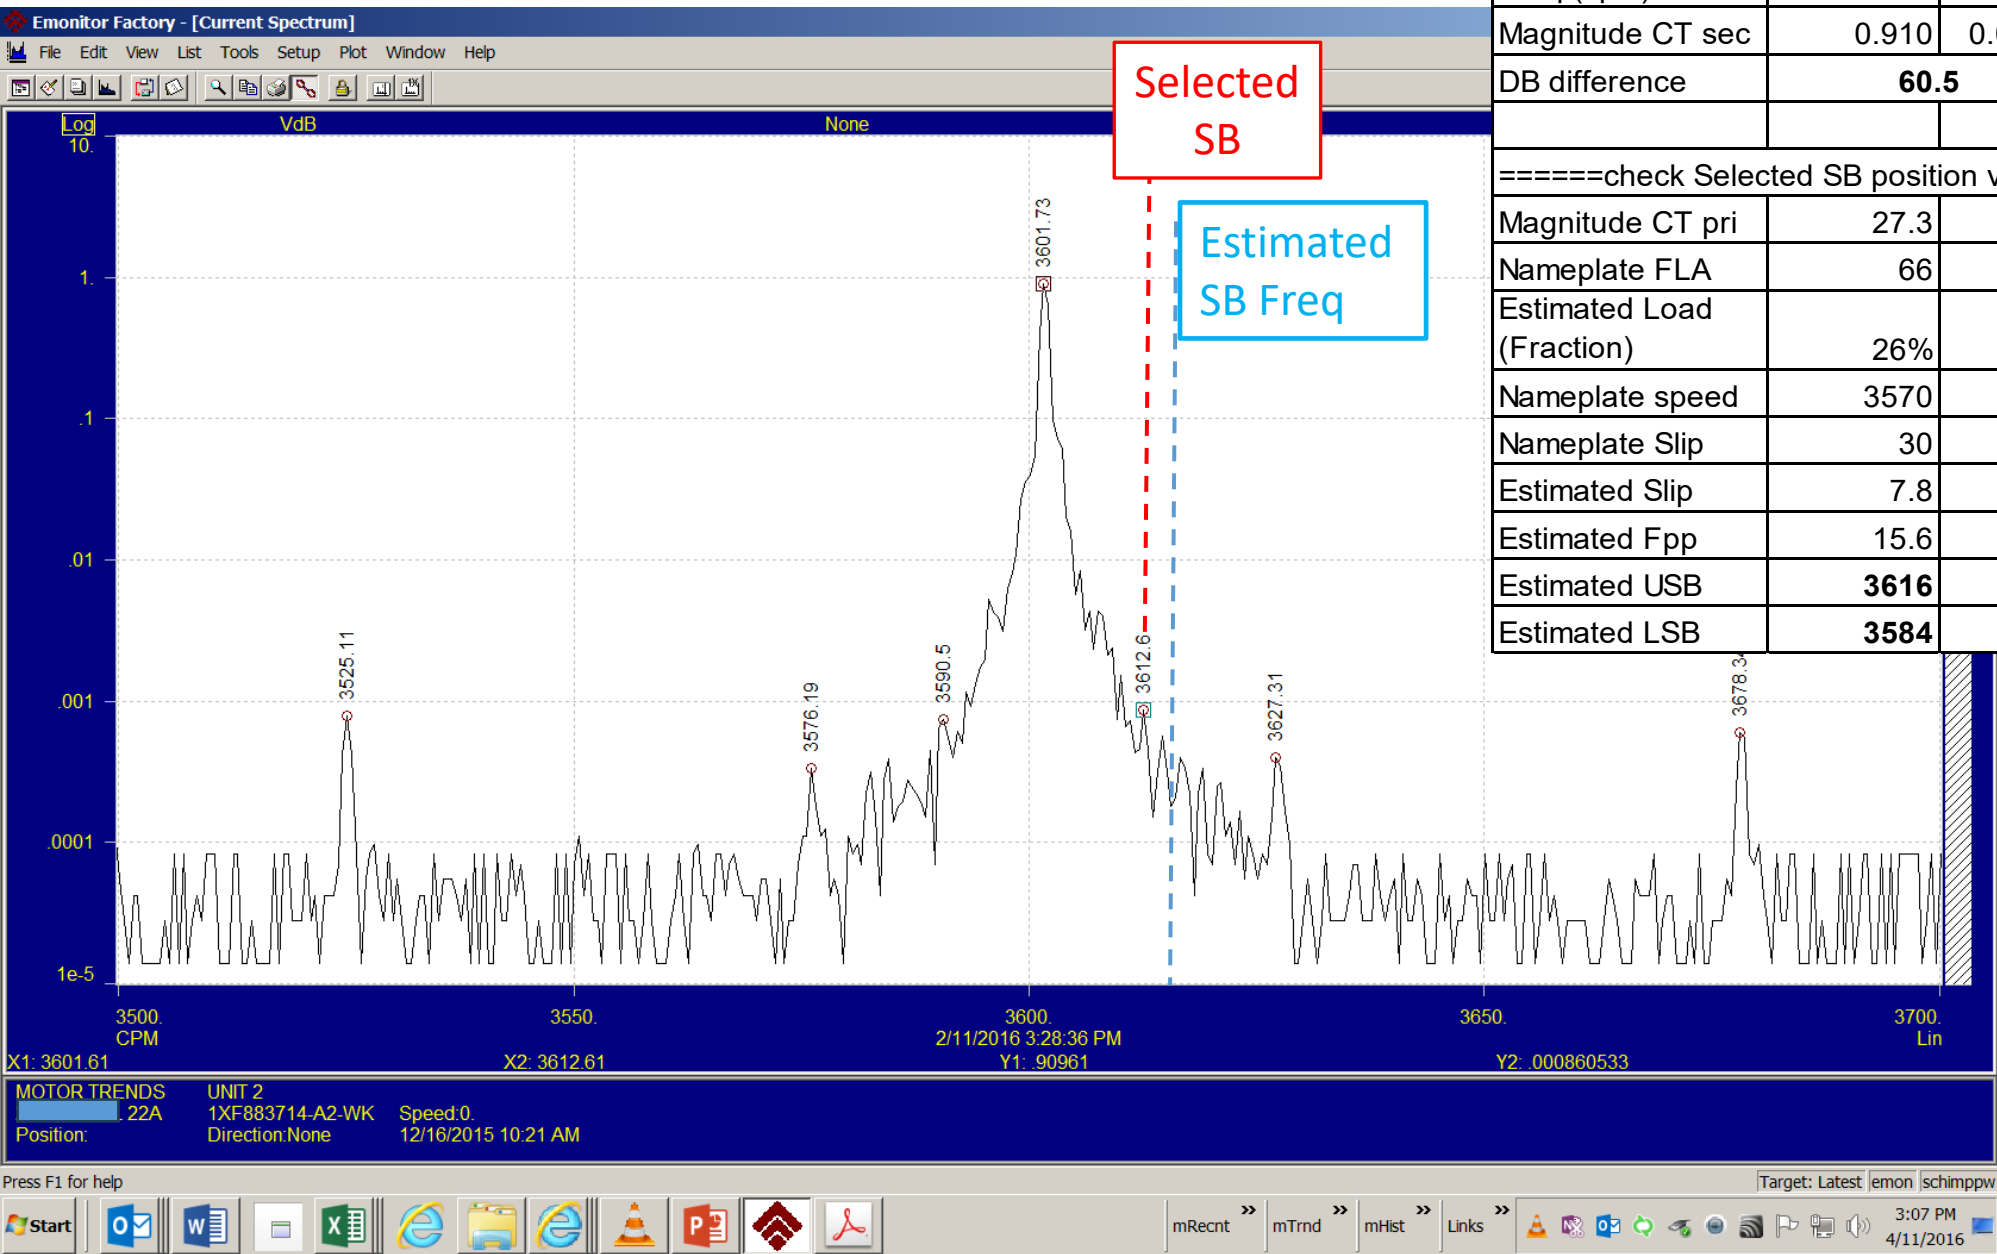 Emonitor Factory - [Current Spectrum]
File Edit View List Tools Setup Plot Window Help
Log VdB None
10.
1.
.1
.01
.001
.0001
1e-5
Selected
SB
Estimated
SB Freq
3525.11
3576.19
3590.5
3601.73
3612.6
3627.31
3678.34
3500. 3550. 3600. 3650. 3700.
CPM 2/11/2016 3:28:36 PM Lin
X1: 3601.61 X2: 3612.61 Y1: .90961 Y2: .000860533
Magnitude CT sec 0.910
DB difference 60.5
======check Selected SB position
Magnitude CT pri 27.3
Nameplate FLA 66
Estimated Load
(Fraction) 26%
Nameplate speed 3570
Nameplate Slip 30
Estimated Slip 7.8
Estimated Fpp 15.6
Estimated USB 3616
Estimated LSB 3584
MOTOR TRENDS UNIT 2
22A 1XF883714-A2-WK Speed:0.
Position: Direction:None 12/16/2015 10:21 AM
Press F1 for help Target: Latest emon schimppw
Start mRecnt mTrnd mHist Links 3:07 PM
4/11/2016